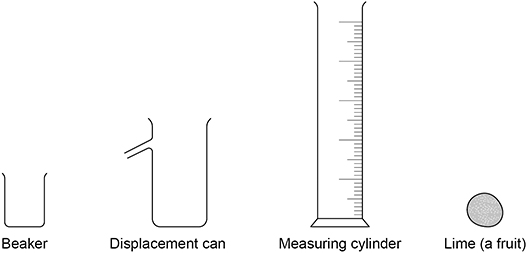 Beaker
Displacement can
Measuring cylinder
Lime (a fruit)